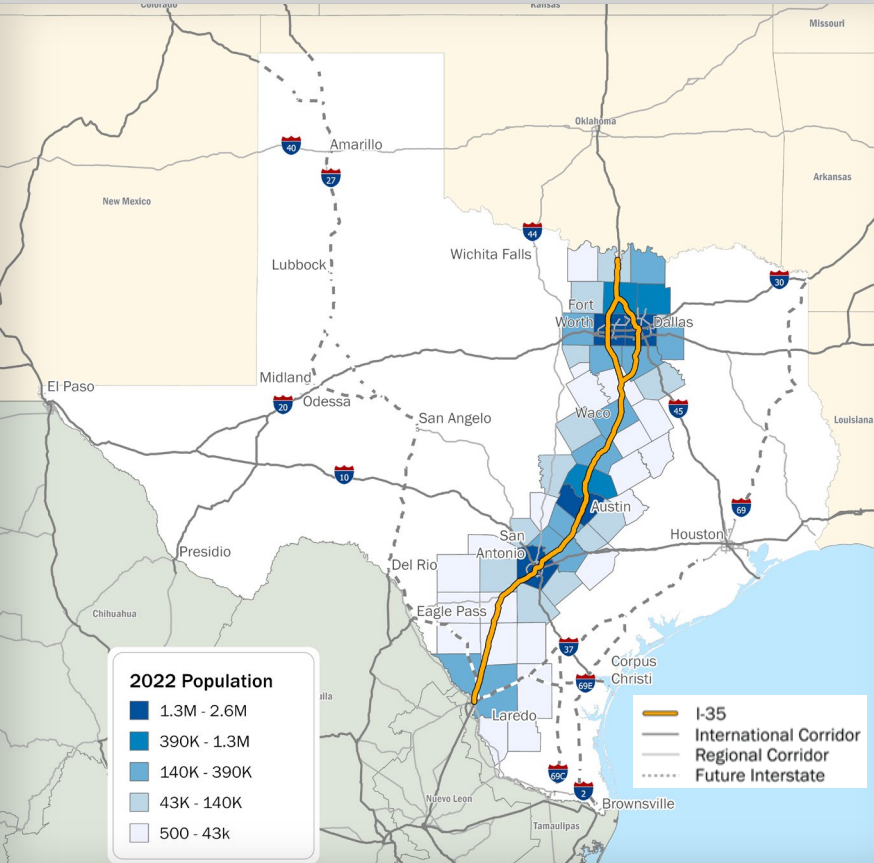 Colorado
Kansas
Missouri
Oklahoma
40
Amarillo
27
Arkansas
New Mexico
44
Wichita Falls
Lubbock
30
Fort
Worth
Dallas
Midland
El Paso
20
Odessa
45
San Angelo
Waco
Louisiana
10
Austin
69
San
Antonio
Houston
Presidio
Del Rio
Eagle Pass
Chihuahua
37
Corpus
Christi
69E
Laredo
69C
2
Brownsville
Nuevo Leon
Tamaulipas
2022 Population
1.3M - 2.6M
390K - 1.3M
140K - 390K
43K - 140K
500 - 43k
I-35
International Corridor
Regional Corridor
Future Interstate